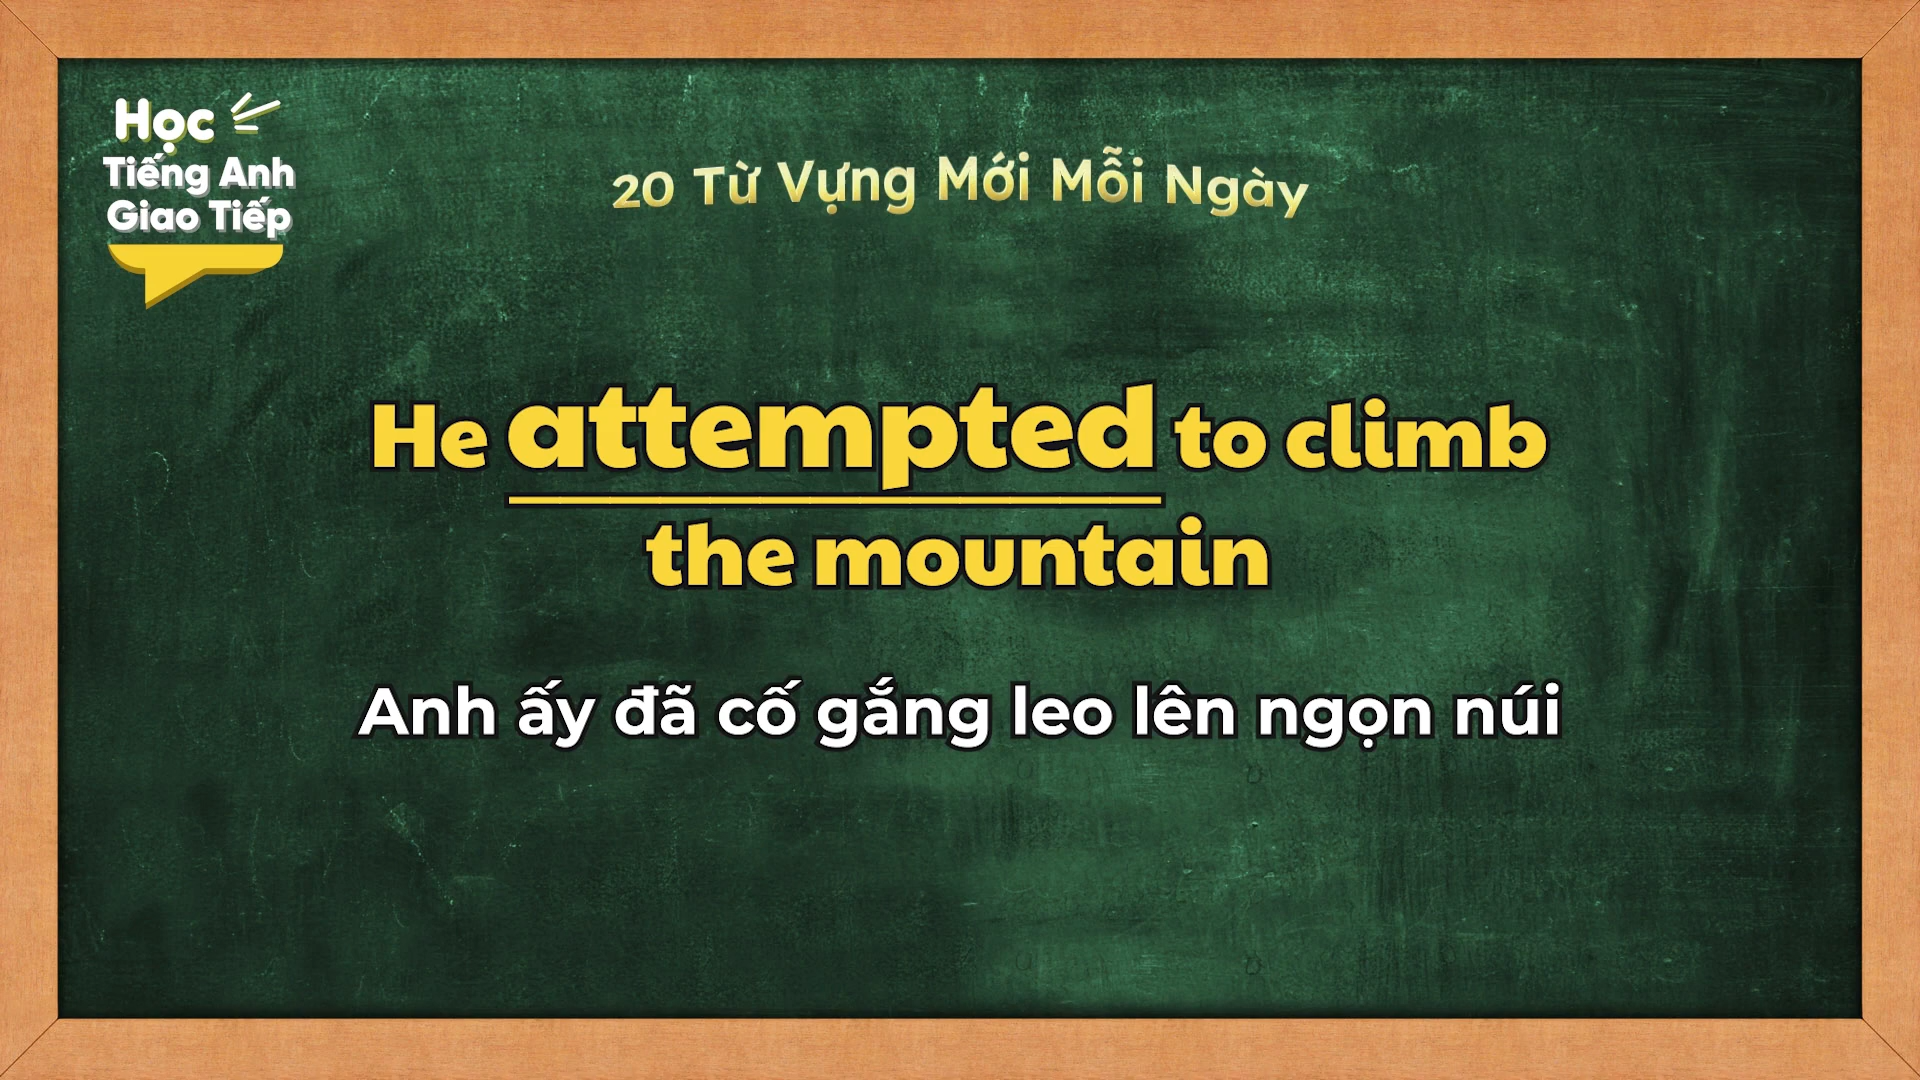 Học
Tiếng Anh
Giao Tiếp
20 Từ Vựng Mới Mỗi Ngày
He attempted to climb
the mountain
Anh ấy đã cố gắng leo lên ngọn núi